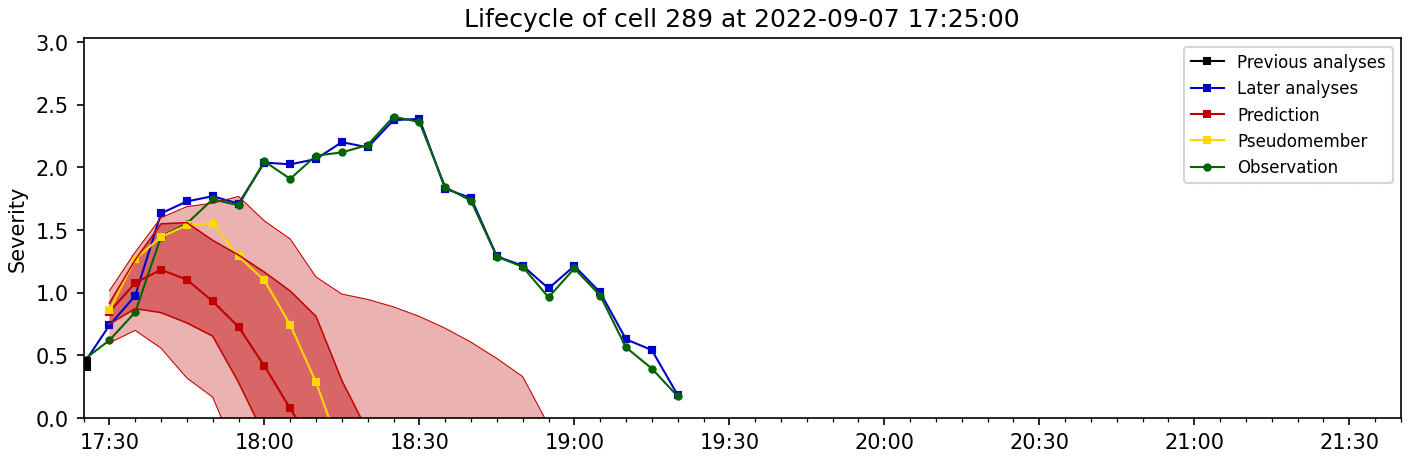 Lifecycle of cell 289 at 2022-09-07 17:25:00
3.0
2.5
2.0
1.5
1.0
0.5
0.0
Severity
Previous analyses
Later analyses
Prediction
Pseudomember
Observation
17:30 18:00 18:30 19:00 19:30 20:00 20:30 21:00 21:30